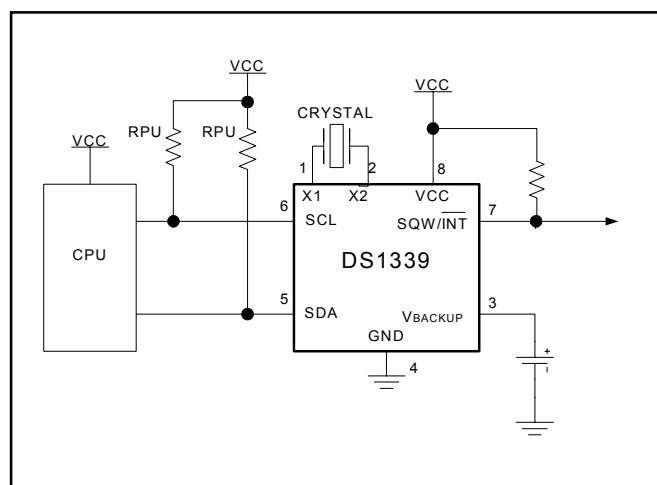 VCC
VCC
RPU
RPU
CRYSTAL
VCC
1
2
8
X1
X2
VCC
6
SCL
SQW/INT
7
CPU
DS1339
5
SDA
VBACKUP
3
GND
4
+
-